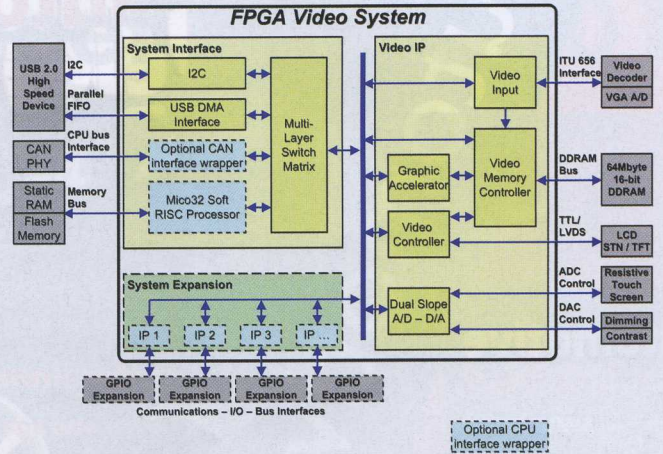 FPGA Video System
System Interface
Video IP
USB 2.0
High
Speed
Device
I2C
Parallel
FIFO
CPU bus
Interface
CAN
PHY
Static
RAM
Flash
Memory
Memory
Bus
I2C
USB DMA
Interface
Optional CAN
interface wrapper
Mico32 Soft
RISC Processor
Multi-
Layer
Switch
Matrix
Video
Input
Graphic
Accelerator
Video
Memory
Controller
Video
Controller
Dual Slope
A/D – D/A
ITU 656
Interface
Video
Decoder
VGA A/D
DDRAM
Bus
64Mbyte
16-bit
DDRAM
TTL/
LVDS
LCD
STN / TFT
ADC
Control
Resistive
Touch
Screen
DAC
Control
Dimming
Contrast
System Expansion
IP 1
IP 2
IP 3
IP ...
GPIO
Expansion
GPIO
Expansion
GPIO
Expansion
GPIO
Expansion
Communications – I/O – Bus Interfaces
Optional CPU
interface wrapper